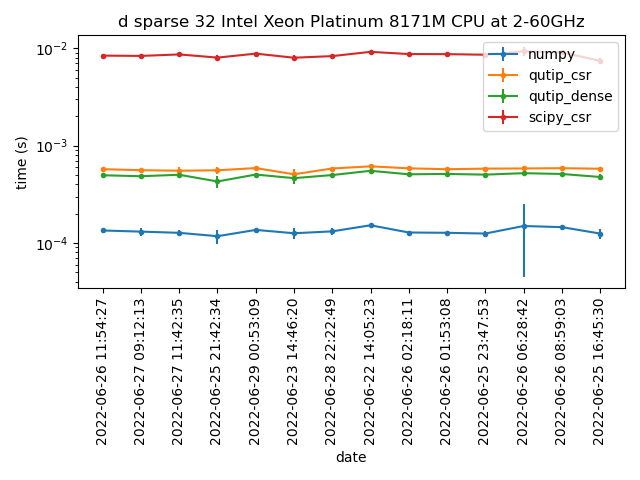 d sparse 32 Intel Xeon Platinum 8171M CPU at 2-60GHz
numpy
qutip_csr
qutip_dense
scipy_csr
time (s)
10⁻²
10⁻³
10⁻⁴
2022-06-26 11:54:27
2022-06-27 09:12:13
2022-06-27 11:42:35
2022-06-25 21:42:34
2022-06-29 00:53:09
2022-06-23 14:46:20
2022-06-28 22:22:49
2022-06-22 14:05:23
2022-06-26 02:18:11
2022-06-26 01:53:08
2022-06-25 23:47:53
2022-06-26 06:28:42
2022-06-26 08:59:03
2022-06-25 16:45:30
date